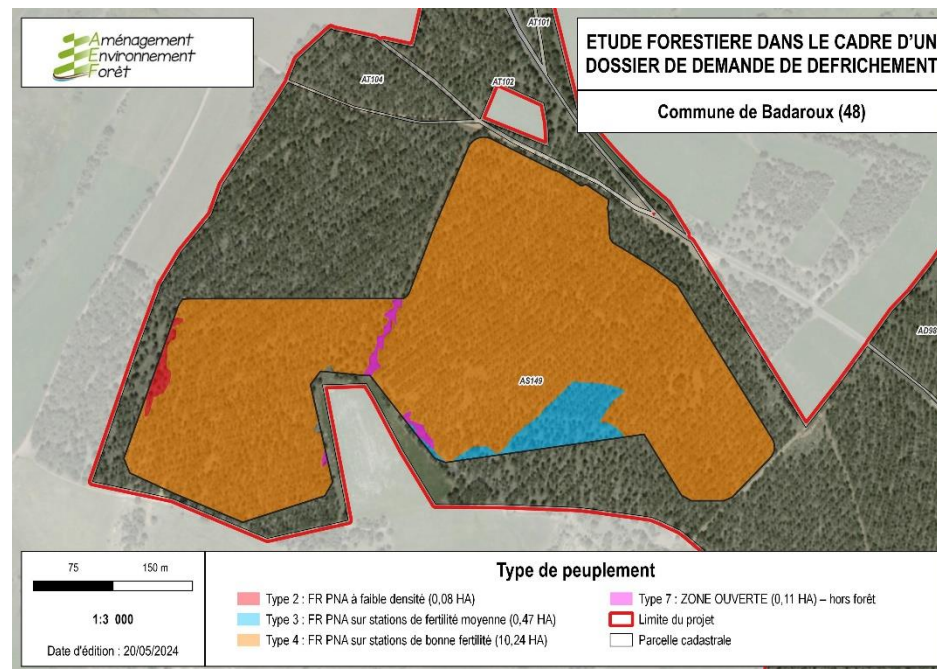 Aménagement
Environnement
Forêt
ETUDE FORESTIERE DANS LE CADRE D'UN
DOSSIER DE DEMANDE DE DEFRICHEMENT
Commune de Badaroux (48)
AT101
AT104
AT102
AD98
AS149
75 150 m
1:3 000
Date d'édition : 20/05/2024
Type de peuplement
Type 2 : FR PNA à faible densité (0,08 HA)
Type 3 : FR PNA sur stations de fertilité moyenne (0,47 HA)
Type 4 : FR PNA sur stations de bonne fertilité (10,24 HA)
Type 7 : ZONE OUVERTE (0,11 HA) – hors forêt
Limite du projet
Parcelle cadastrale